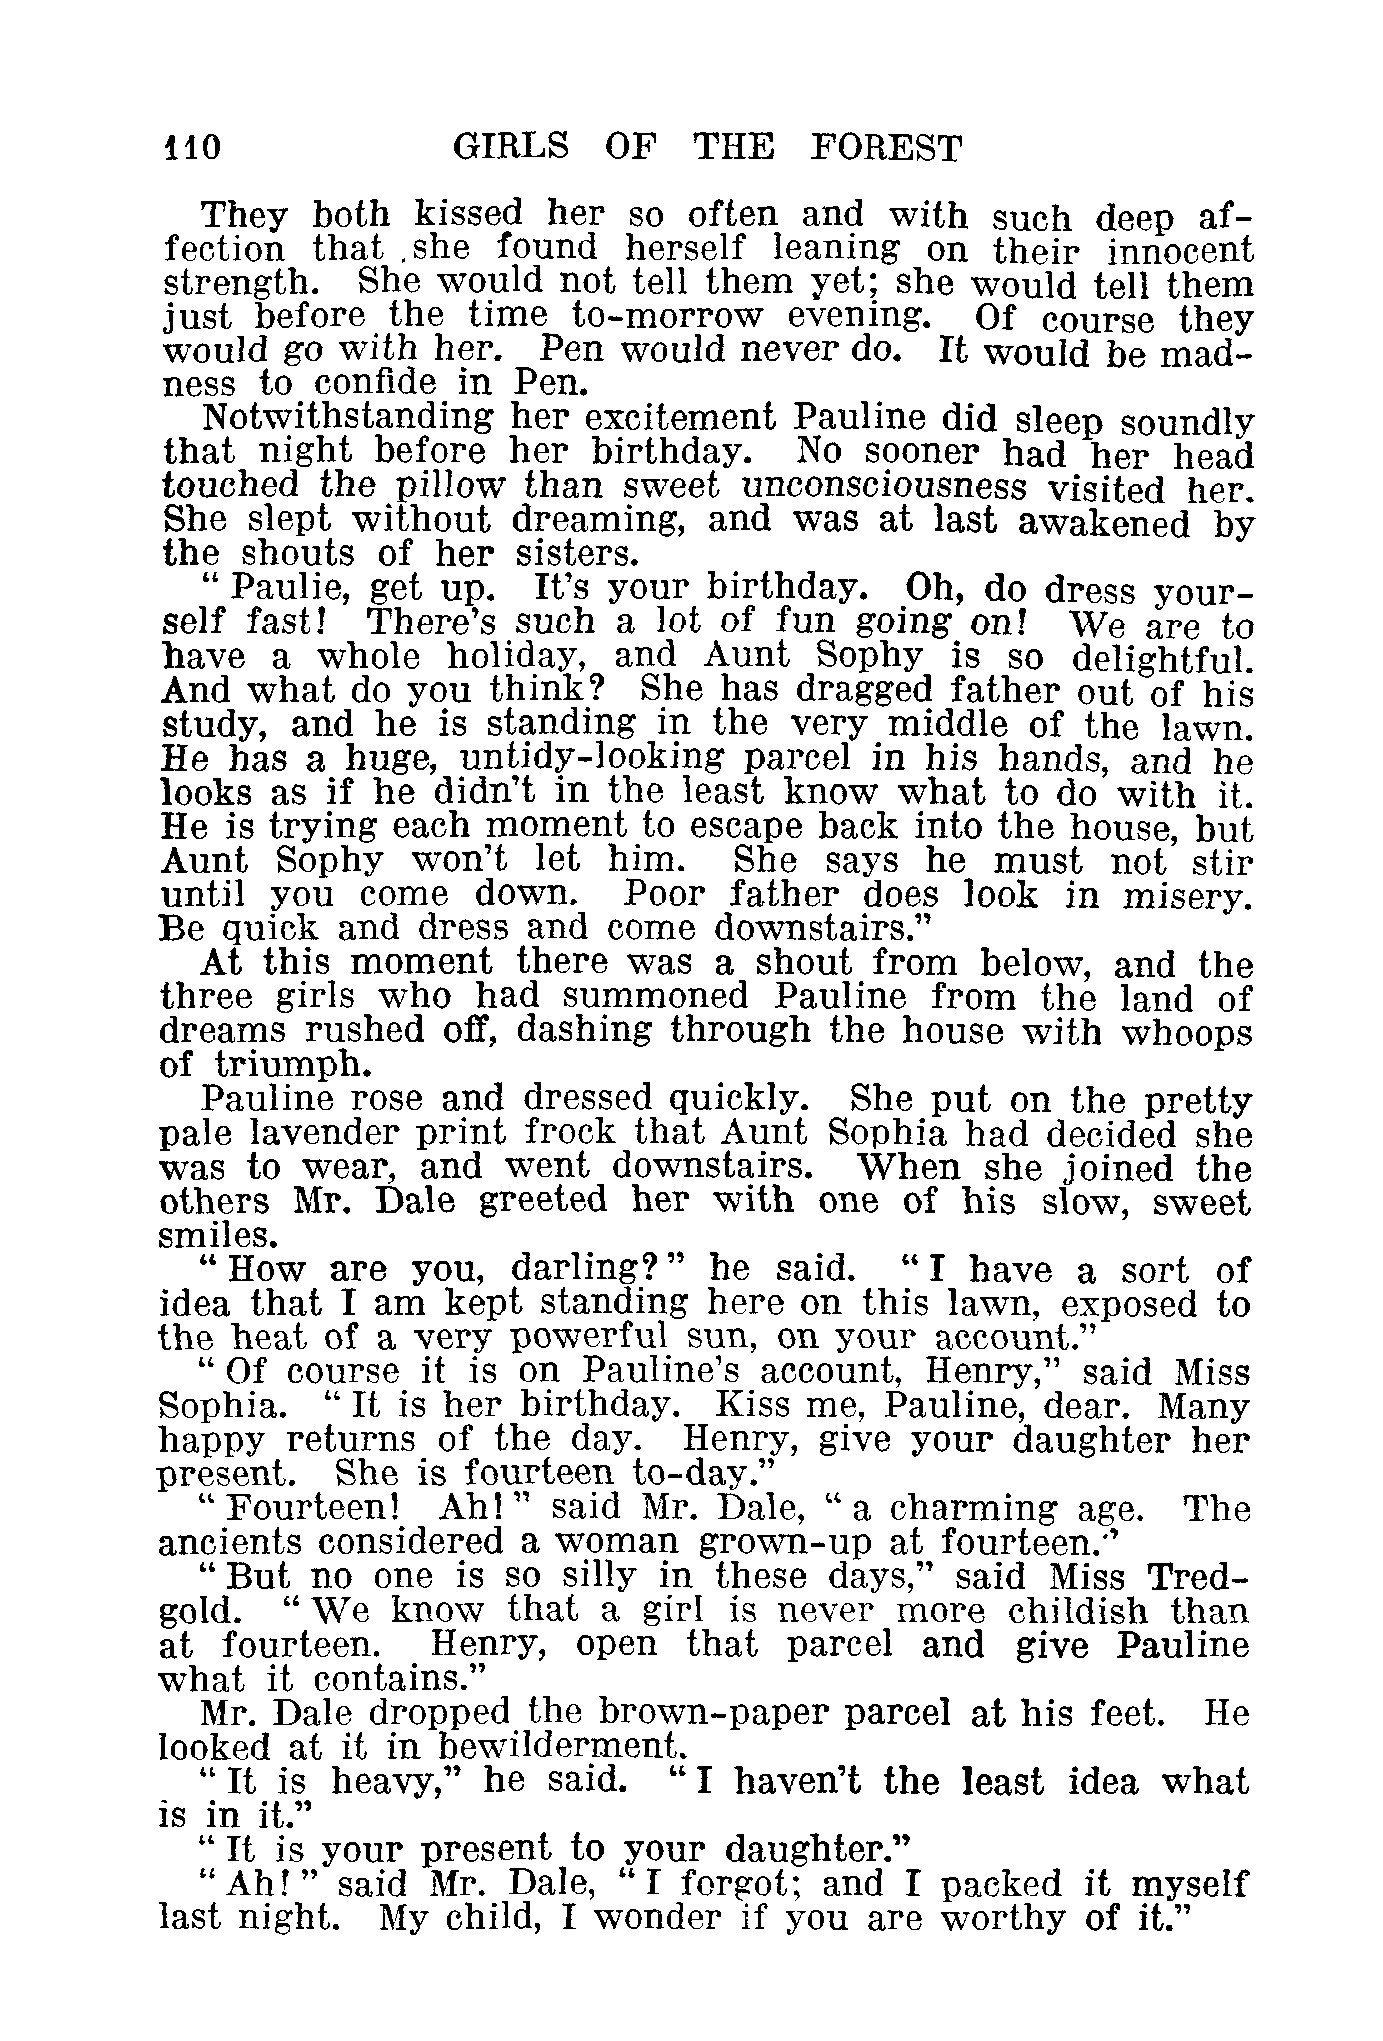 110 GIRLS OF THE FOREST
They both kissed her so often and with such deep af-
fection that she found herself leaning on their innocent
strength. She would not tell them yet; she would tell them
just before the time to-morrow evening. Of course they
would go with her. Pen would never do. It would be mad-
ness to confide in Pen.
Notwithstanding her excitement Pauline did sleep soundly
that night before her birthday. No sooner had her head
touched the pillow than sweet unconsciousness visited her.
She slept without dreaming, and was at last awakened by
the shouts of her sisters.
“ Paulie, get up. It’s your birthday. Oh, do dress your-
self fast! There’s such a lot of fun going on! We are to
have a whole holiday, and Aunt Sophy is so delightful.
And what do you think? She has dragged father out of his
study, and he is standing in the very middle of the lawn.
He has a huge, untidy-looking parcel in his hands, and he
looks as if he didn’t in the least know what to do with it.
He is trying each moment to escape back into the house, but
Aunt Sophy won’t let him. She says he must not stir
until you come down. Poor father does look in misery.
Be quick and dress and come downstairs.”
At this moment there was a shout from below, and the
three girls who had summoned Pauline from the land of
dreams rushed off, dashing through the house with whoops
of triumph.
Pauline rose and dressed quickly. She put on the pretty
pale lavender print frock that Aunt Sophia had decided she
was to wear, and went downstairs. When she joined the
others Mr. Dale greeted her with one of his slow, sweet
smiles.
“ How are you, darling? ” he said. “ I have a sort of
idea that I am kept standing here on this lawn, exposed to
the heat of a very powerful sun, on your account.”
“ Of course it is on Pauline’s account, Henry,” said Miss
Sophia. “ It is her birthday. Kiss me, Pauline, dear. Many
happy returns of the day. Henry, give your daughter her
present. She is fourteen to-day.”
“ Fourteen! Ah! ” said Mr. Dale, “ a charming age. The
ancients considered a woman grown-up at fourteen.”
“ But no one is so silly in these days,” said Miss Tred-
gold. “ We know that a girl is never more childish than
at fourteen. Henry, open that parcel and give Pauline
what it contains.”
Mr. Dale dropped the brown-paper parcel at his feet. He
looked at it in bewilderment.
“ It is heavy,” he said. “ I haven’t the least idea what
is in it.”
“ It is your present to your daughter.”
“ Ah! ” said Mr. Dale, “ I forgot; and I packed it myself
last night. My child, I wonder if you are worthy of it.”